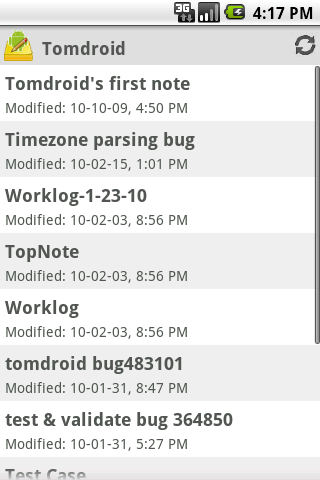 3G 4:17 PM
Tomdroid
Tomdroid's first note
Modified: 10-10-09, 4:50 PM
Timezone parsing bug
Modified: 10-02-15, 1:01 PM
Worklog-1-23-10
Modified: 10-02-03, 8:56 PM
TopNote
Modified: 10-02-03, 8:56 PM
Worklog
Modified: 10-02-03, 8:56 PM
tomdroid bug483101
Modified: 10-01-31, 8:47 PM
test & validate bug 364850
Modified: 10-01-31, 5:27 PM
Test Case